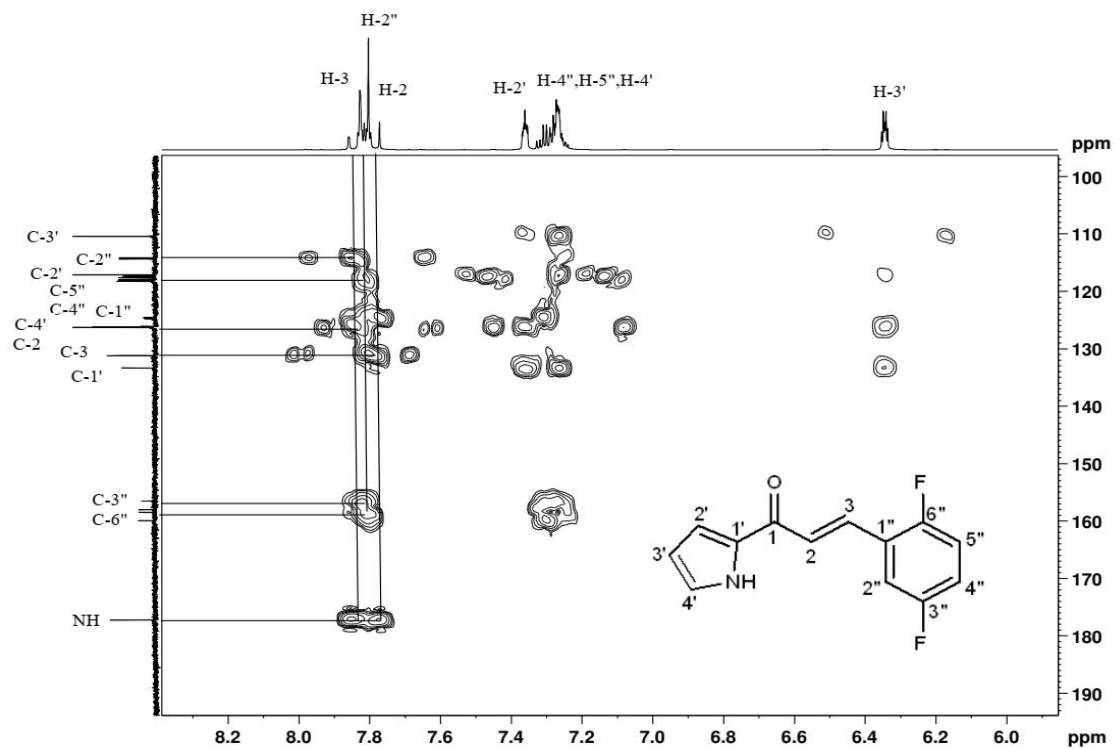 H-2"
H-3
H-2
H-2'
H-4",H-5",H-4'
H-3'
ppm
100
110
120
130
140
150
160
170
180
190
C-3'
C-2"
C-2'
C-5"
C-4" C-1"
C-4'
C-2
C-3
C-1'
C-3"
C-6"
NH
O
F
3
2'
1'
1
2
1"
6"
5"
3'
NH
4'
2"
4"
3"
F
8.2 8.0 7.8 7.6 7.4 7.2 7.0 6.8 6.6 6.4 6.2 6.0 ppm